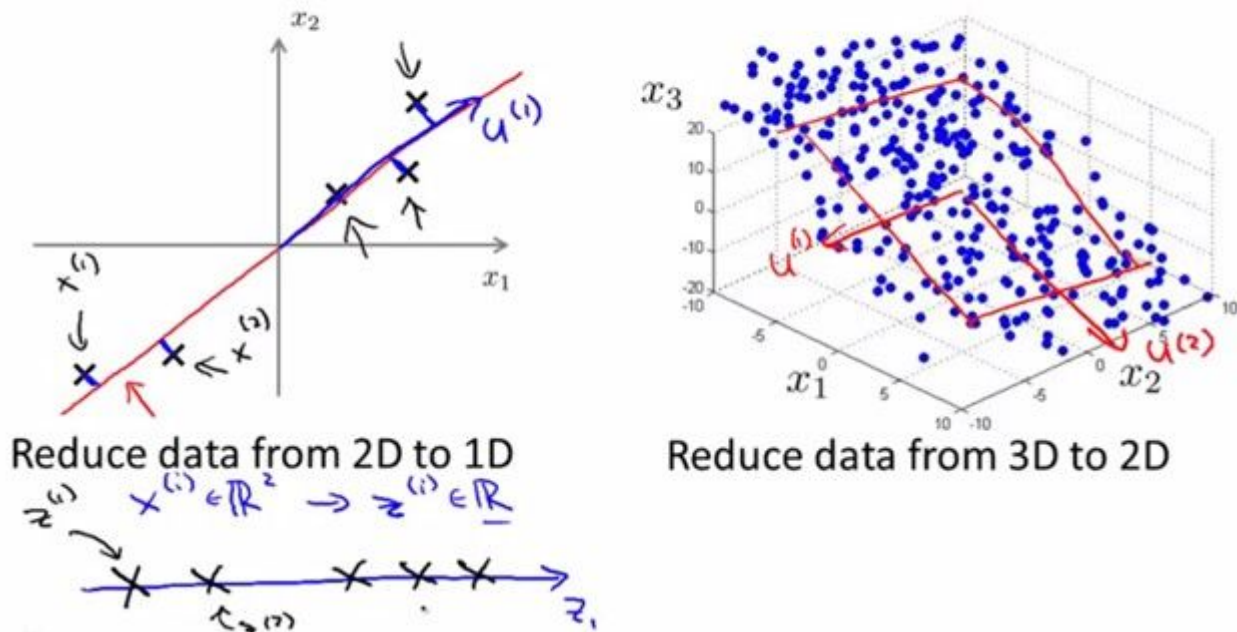 x₂
u⁽¹⁾
x₁
x⁽¹⁾
x⁽²⁾
Reduce data from 2D to 1D
x⁽ⁱ⁾ ∈ ℝ² → z⁽ⁱ⁾ ∈ ℝ
z⁽¹⁾
z₁
z⁽²⁾
x₃
20
10
0
-10
-20
-10
-5
0
5
10
-10
-5
0
5
10
x₁
x₂
u⁽¹⁾
u⁽²⁾
Reduce data from 3D to 2D